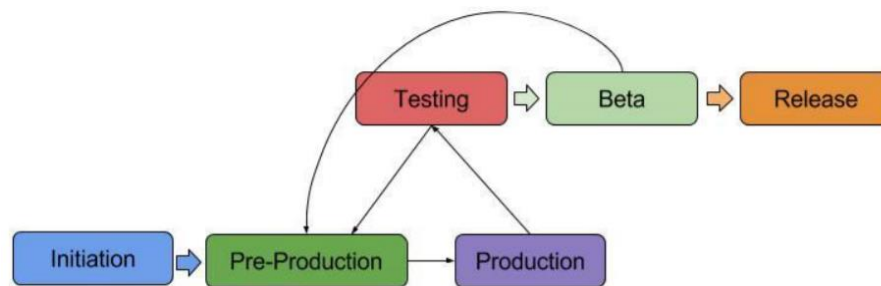 Testing
Beta
Release
Initiation
Pre-Production
Production